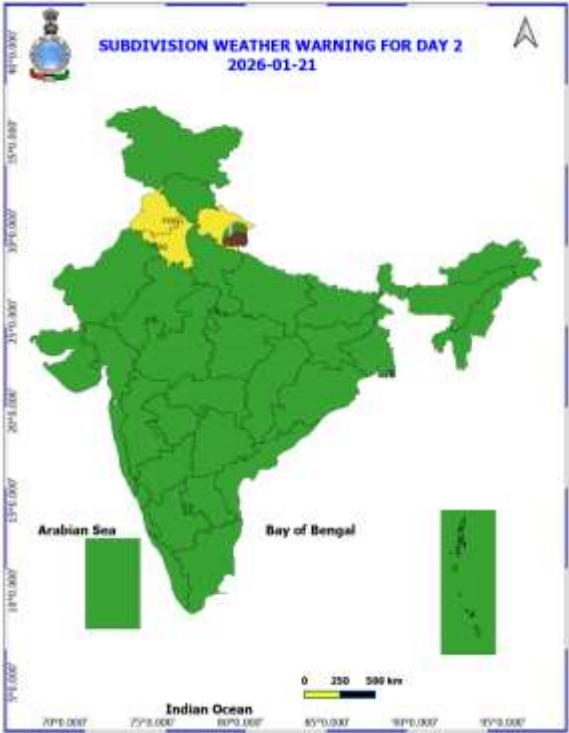 SUBDIVISION WEATHER WARNING FOR DAY 2
2026-01-21
Arabian Sea
Bay of Bengal
0 250 500 km
Indian Ocean
70°0.000' 75°0.000' 80°0.000' 85°0.000' 90°0.000' 95°0.000'